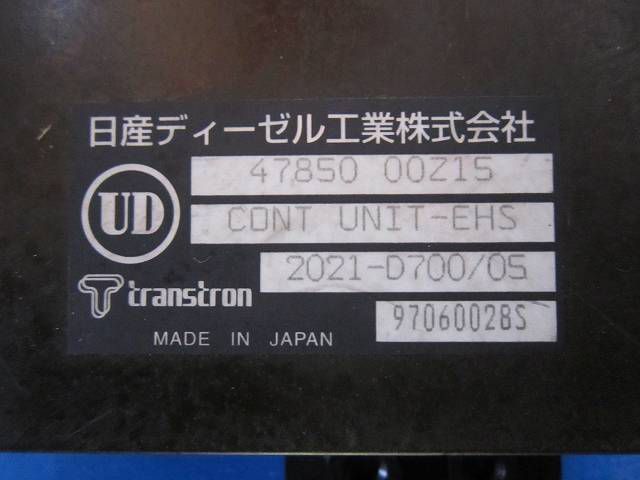 日産ディーゼル工業株式会社
UD
47850 00Z15
CONT UNIT-EHS
2021-D700/05
transtron
97060028S
MADE IN JAPAN